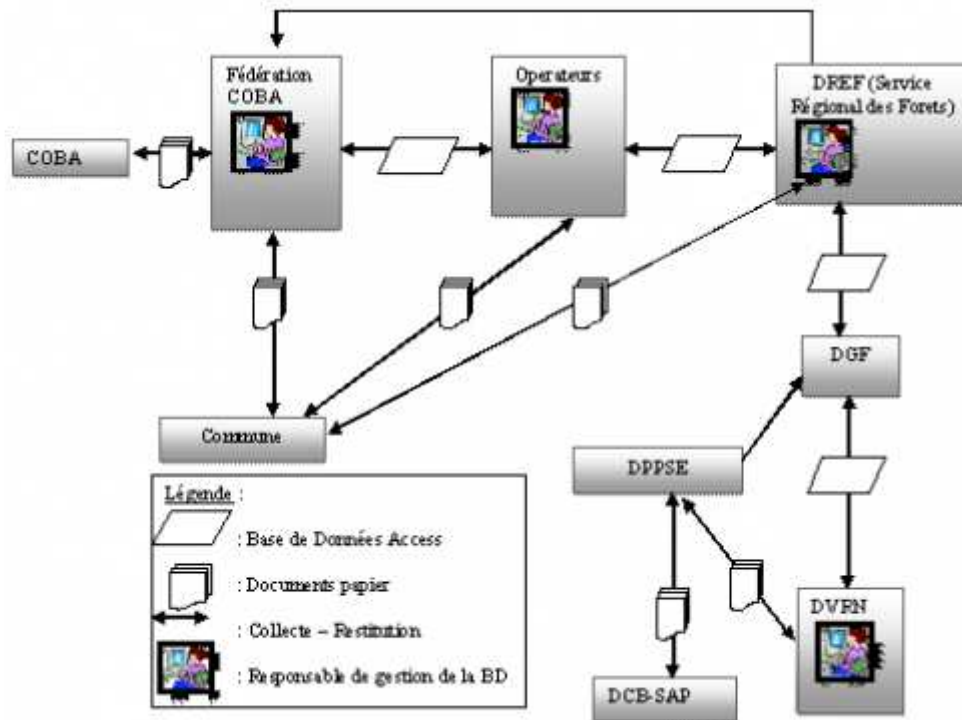 Fédération
COBA
Operateurs
DREF (Service
Régional des Forets)
COBA
DGF
Commune
DPPSE
Légende :
: Base de Données Access
: Documents papier
: Collecte – Restitution
: Responsable de gestion de la BD
DVRN
DCB-SAP